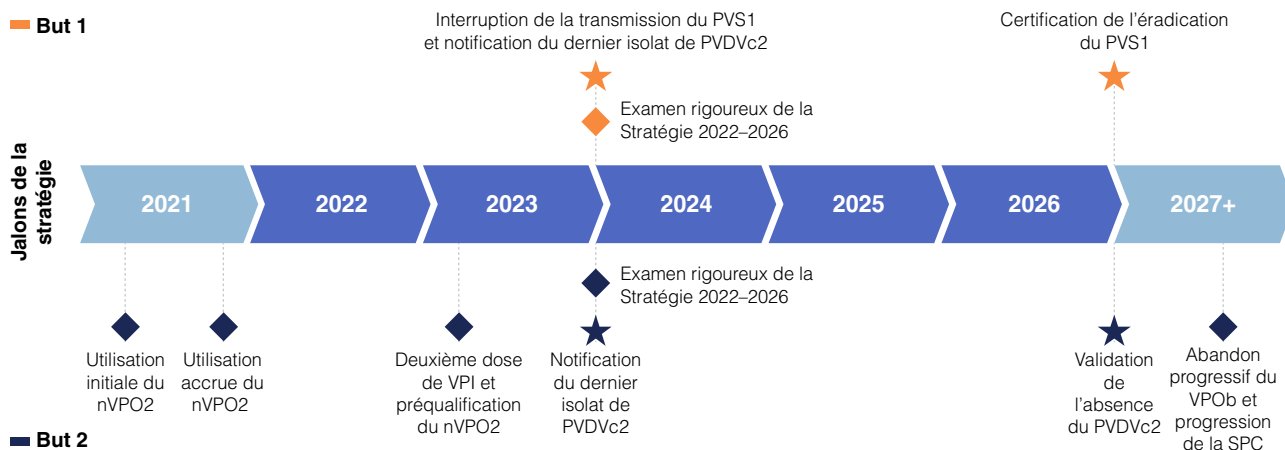 But 1
Interruption de la transmission du PVS1
et notification du dernier isolat de PVDVc2
Certification de l’éradication
du PVS1
Examen rigoureux de la
Stratégie 2022–2026
Jalons de la
stratégie
2021
2022
2023
2024
2025
2026
2027+
Examen rigoureux de la
Stratégie 2022–2026
Utilisation
initiale du
nVPO2
Utilisation
accrue du
nVPO2
Deuxième dose
de VPI et
préqualification
du nVPO2
Notification
du dernier
isolat de
PVDVc2
Validation
de
l’absence
du PVDVc2
Abandon
progressif du
VPOb et
progression
de la SPC
But 2